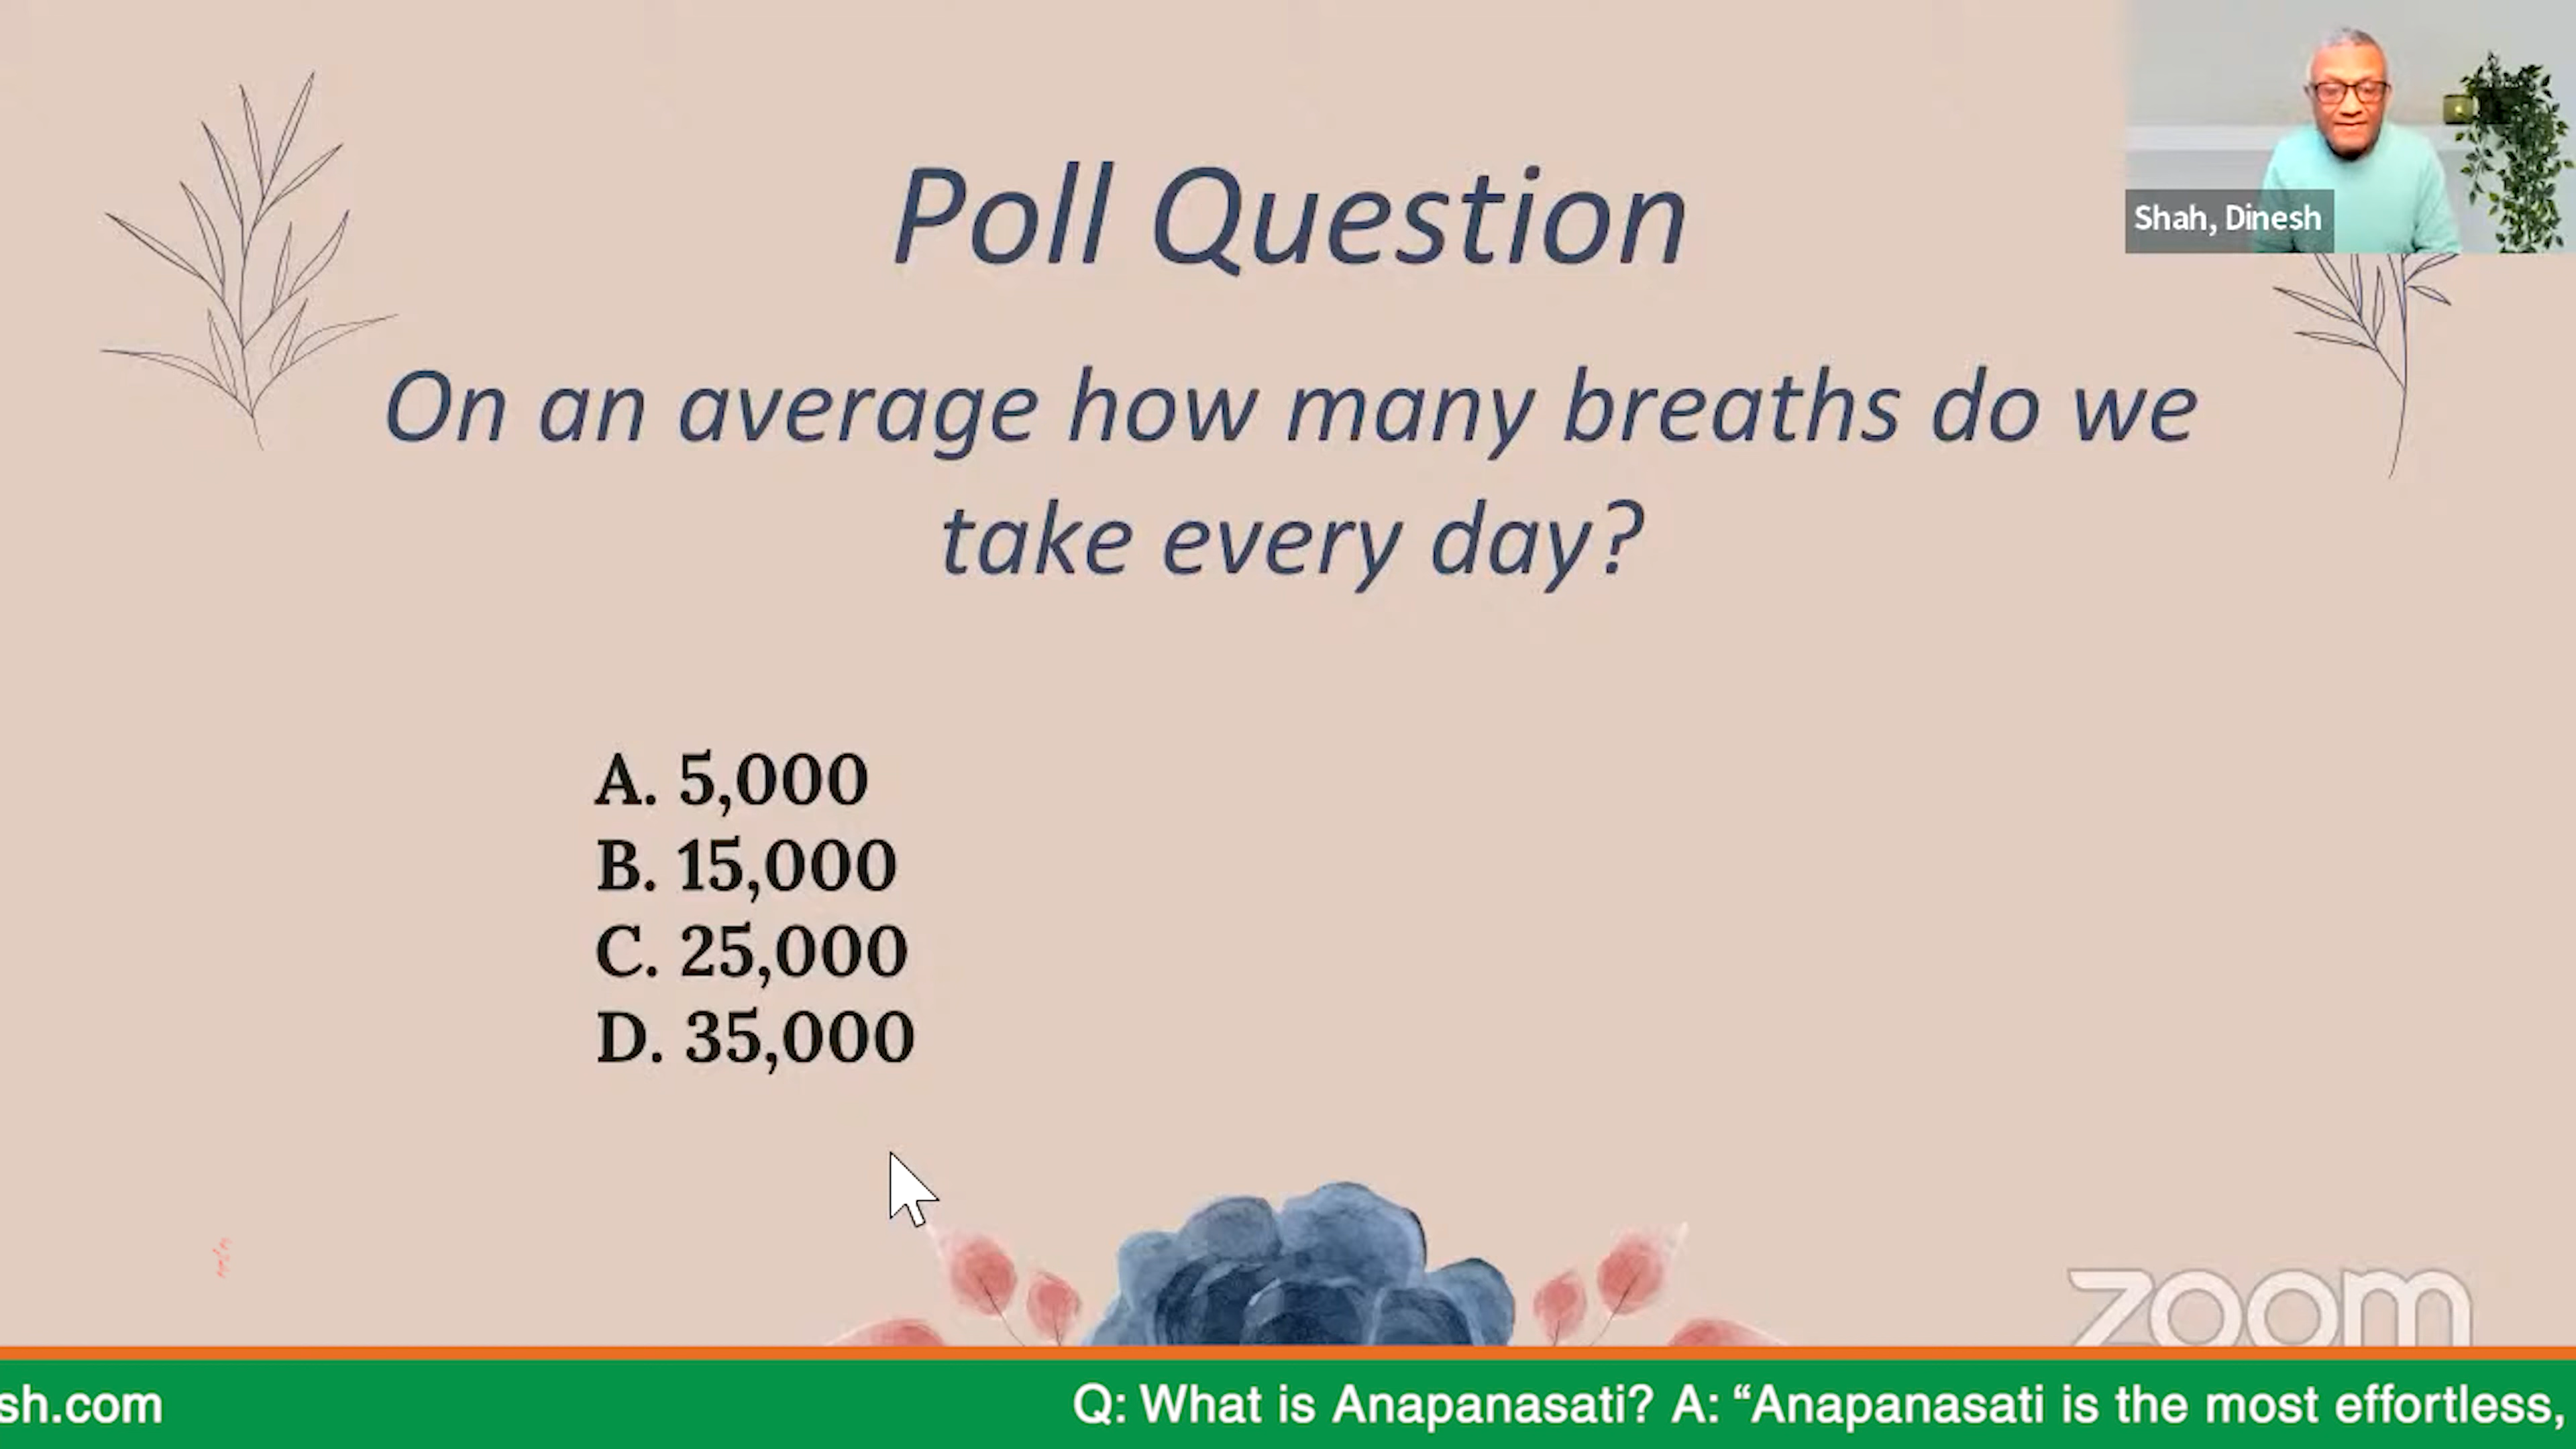 Poll Question
Shah, Dinesh
On an average how many breaths do we
take every day?
A. 5,000
B. 15,000
C. 25,000
D. 35,000
zoom
sh.com
Q: What is Anapanasati? A: “Anapanasati is the most effortless,